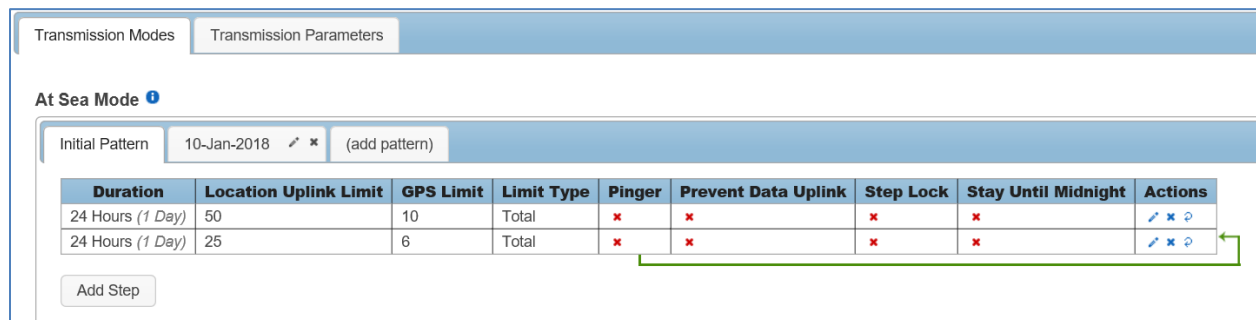 Transmission Modes Transmission Parameters
At Sea Mode
Initial Pattern 10-Jan-2018 (add pattern)
Duration Location Uplink Limit GPS Limit Limit Type Pinger Prevent Data Uplink Step Lock Stay Until Midnight Actions
24 Hours (1 Day) 50 10 Total
24 Hours (1 Day) 25 6 Total
Add Step